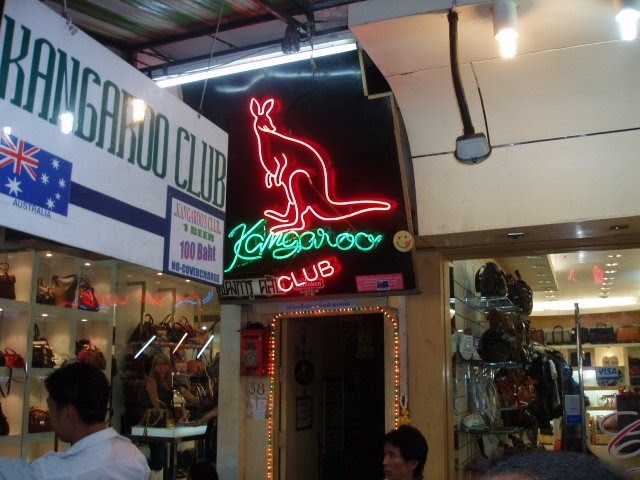 KANGAROO CLUB
AUSTRALIA
KANGAROO CLUB
1 BEER
100 Baht
NO-COVERCHARGE
Kangaroo
CLUB
38
VISA